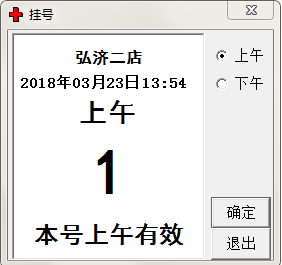 挂号
弘济二店
2018年03月23日13:54
上午
1
本号上午有效
上午
下午
确定
退出